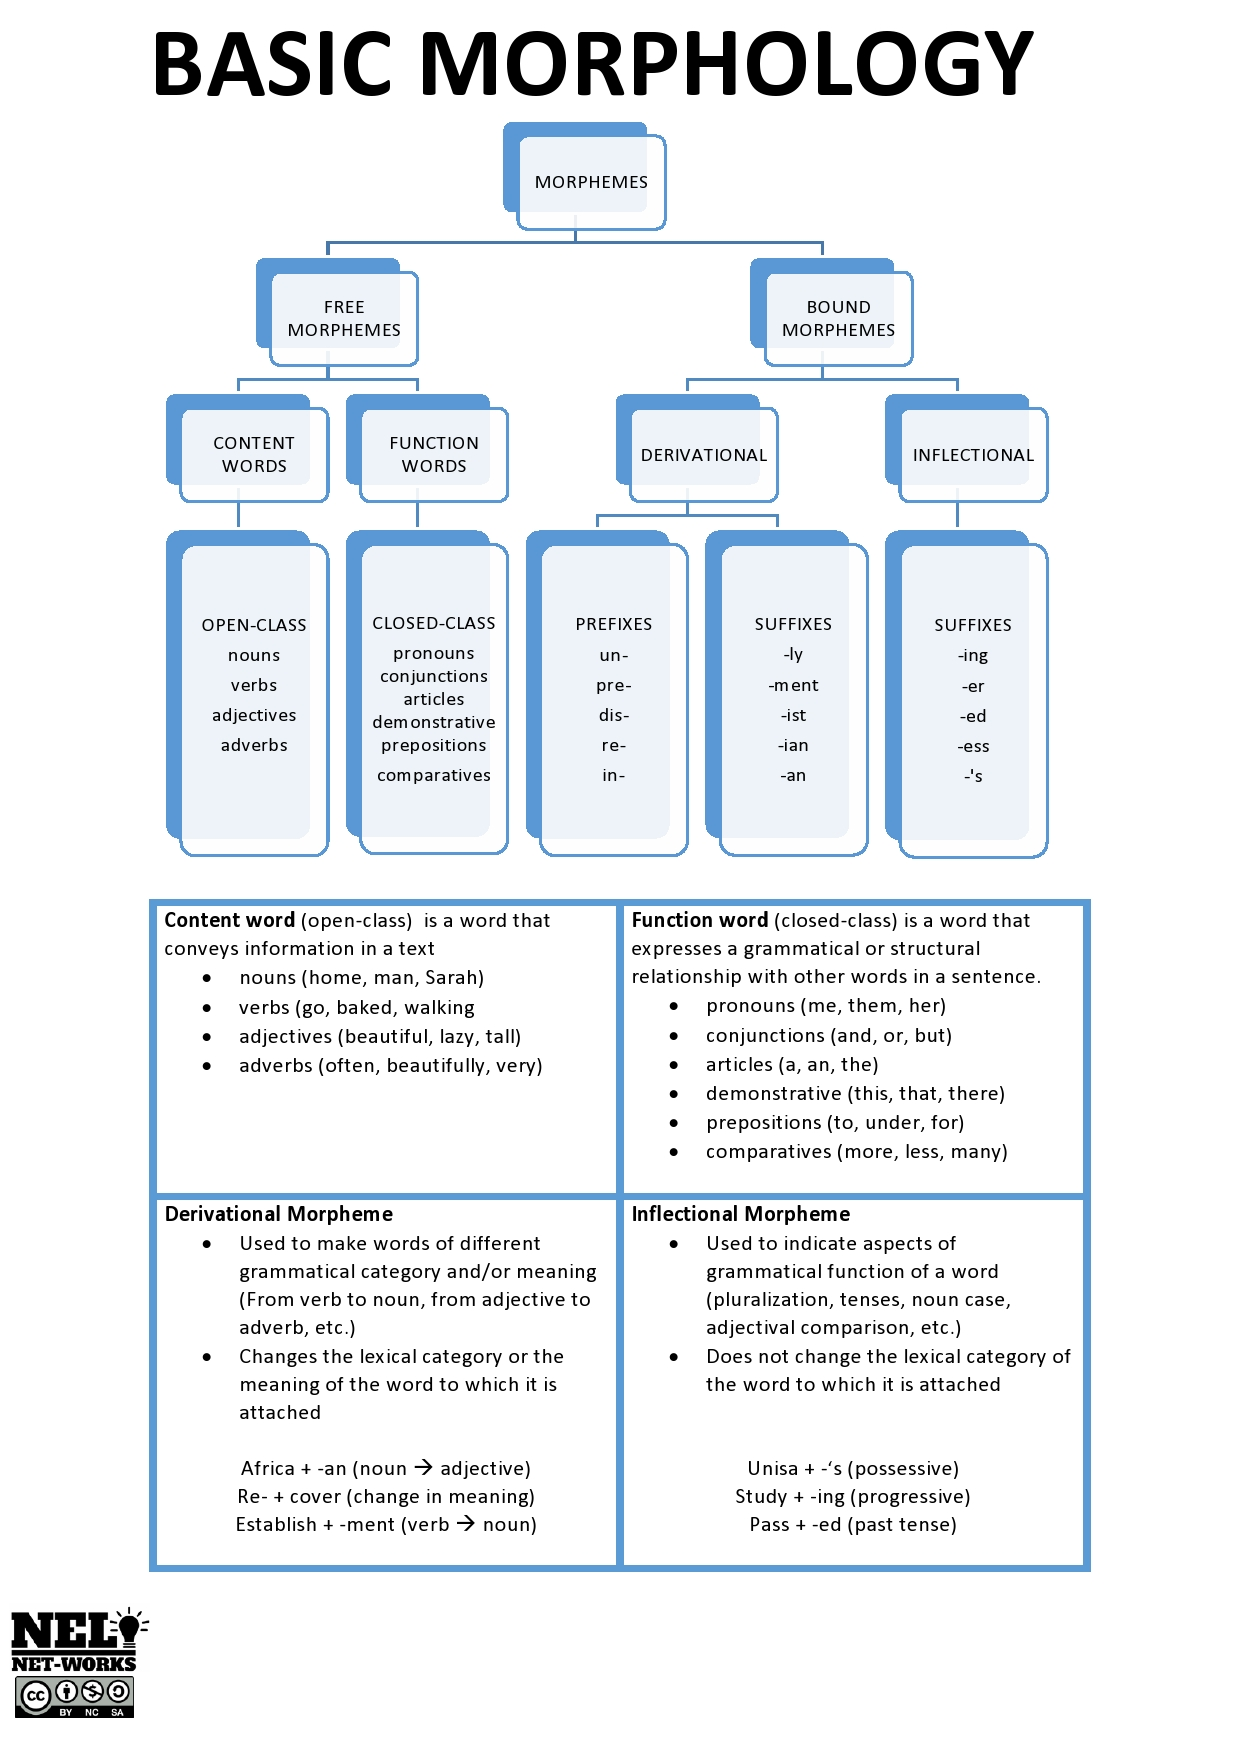 BASIC MORPHOLOGY
MORPHEMES
FREE
MORPHEMES
BOUND
MORPHEMES
CONTENT
WORDS
FUNCTION
WORDS
DERIVATIONAL
INFLECTIONAL
OPEN-CLASS
nouns
verbs
adjectives
adverbs
CLOSED-CLASS
pronouns
conjunctions
articles
demonstrative
prepositions
comparatives
PREFIXES
un-
pre-
dis-
re-
in-
SUFFIXES
-ly
-ment
-ist
-ian
-an
SUFFIXES
-ing
-er
-ed
-ess
-'s
Content word (open-class)  is a word that
conveys information in a text
• nouns (home, man, Sarah)
• verbs (go, baked, walking
• adjectives (beautiful, lazy, tall)
• adverbs (often, beautifully, very)
Function word (closed-class) is a word that
expresses a grammatical or structural
relationship with other words in a sentence.
• pronouns (me, them, her)
• conjunctions (and, or, but)
• articles (a, an, the)
• demonstrative (this, that, there)
• prepositions (to, under, for)
• comparatives (more, less, many)
Derivational Morpheme
• Used to make words of different
grammatical category and/or meaning
(From verb to noun, from adjective to
adverb, etc.)
• Changes the lexical category or the
meaning of the word to which it is
attached
Africa + -an (noun → adjective)
Re- + cover (change in meaning)
Establish + -ment (verb → noun)
Inflectional Morpheme
• Used to indicate aspects of
grammatical function of a word
(pluralization, tenses, noun case,
adjectival comparison, etc.)
• Does not change the lexical category of
the word to which it is attached
Unisa + -‘s (possessive)
Study + -ing (progressive)
Pass + -ed (past tense)
NEL
NET-WORKS
cc
BY NC SA